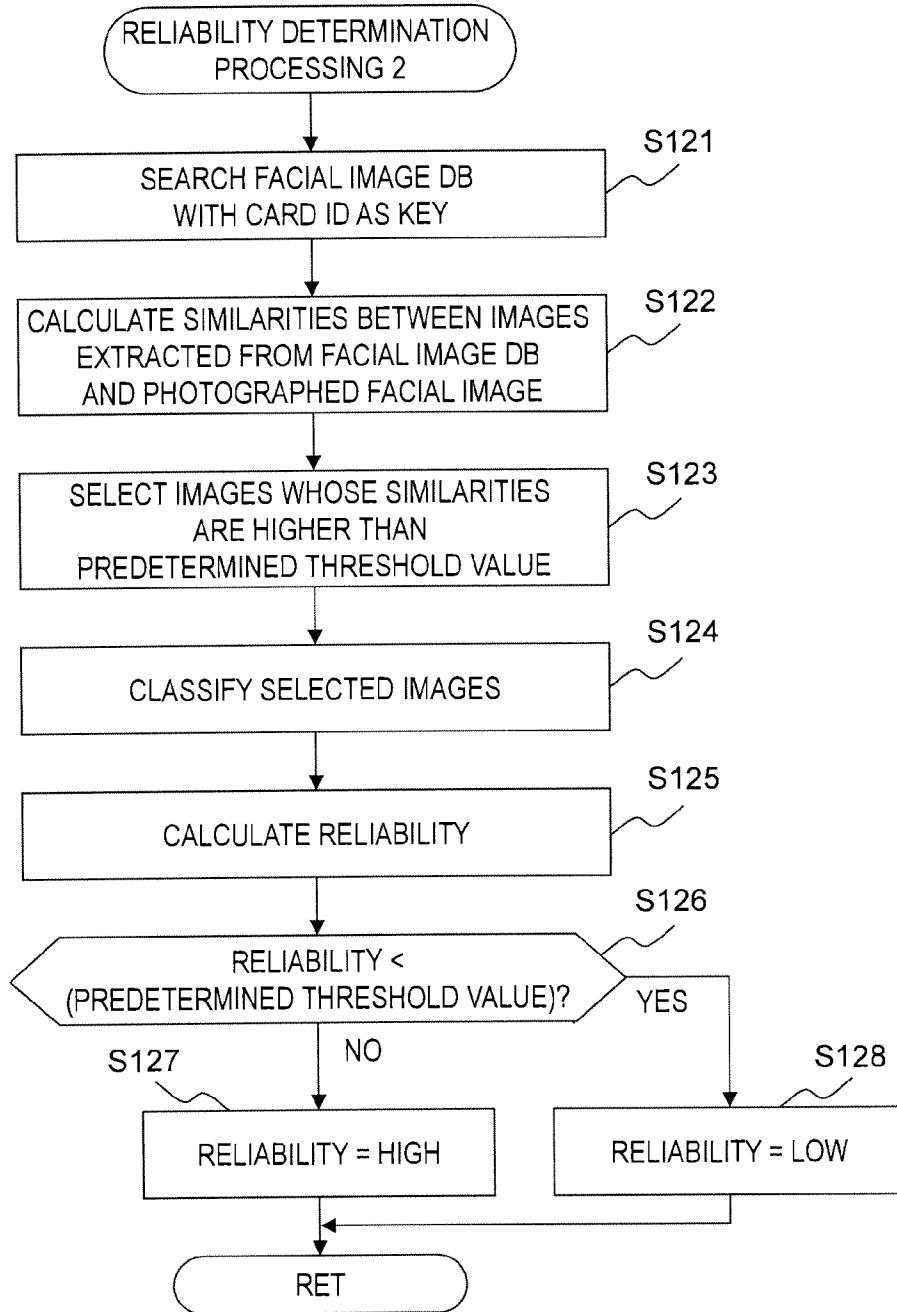 RELIABILITY DETERMINATION
PROCESSING 2
S121
SEARCH FACIAL IMAGE DB
WITH CARD ID AS KEY
S122
CALCULATE SIMILARITIES BETWEEN IMAGES
EXTRACTED FROM FACIAL IMAGE DB
AND PHOTOGRAPHED FACIAL IMAGE
S123
SELECT IMAGES WHOSE SIMILARITIES
ARE HIGHER THAN
PREDETERMINED THRESHOLD VALUE
S124
CLASSIFY SELECTED IMAGES
S125
CALCULATE RELIABILITY
S126
RELIABILITY <
(PREDETERMINED THRESHOLD VALUE)?
YES
NO
S127
RELIABILITY = HIGH
S128
RELIABILITY = LOW
RET